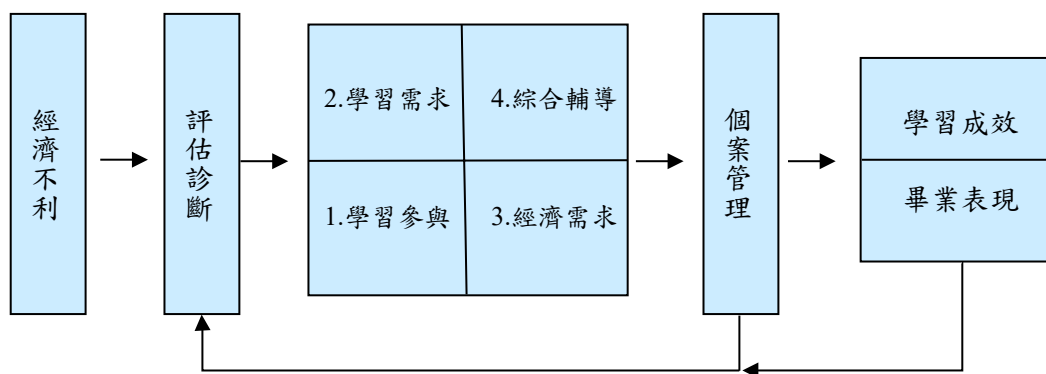 經濟不利
評估診斷
2.學習需求
4.綜合輔導
1.學習參與
3.經濟需求
個案管理
學習成效
畢業表現